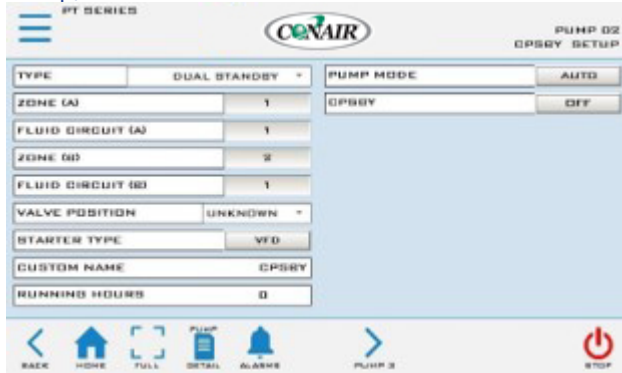 PT SERIES
CONAIR
PUMP 02
CPSBY SETUP
TYPE DUAL STANDBY
ZONE (A) 1
FLUID CIRCUIT (A) 1
ZONE (B) 2
FLUID CIRCUIT (B) 1
VALVE POSITION UNKNOWN
STARTER TYPE VFD
CUSTOM NAME CPSBY
RUNNING HOURS 0
PUMP MODE AUTO
CPSBY OFF
BACK
HOME
FULL
PUMP
DETAIL
ALARMS
PUMP 3
STOP